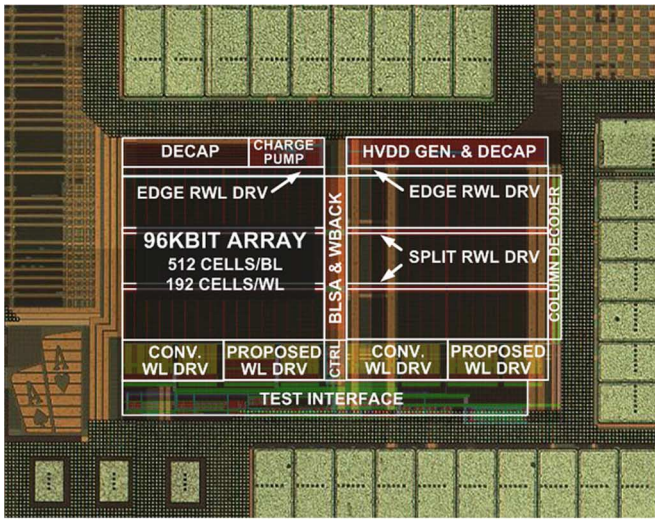 DECAP
CHARGE
PUMP
HVDD GEN. & DECAP
EDGE RWL DRV
EDGE RWL DRV
96KBIT ARRAY
512 CELLS/BL
192 CELLS/WL
BLSA & WBACK
SPLIT RWL DRV
COLUMN DECODER
CONV.
WL DRV
PROPOSED
WL DRV
CTRL
CONV.
WL DRV
PROPOSED
WL DRV
TEST INTERFACE
A
A